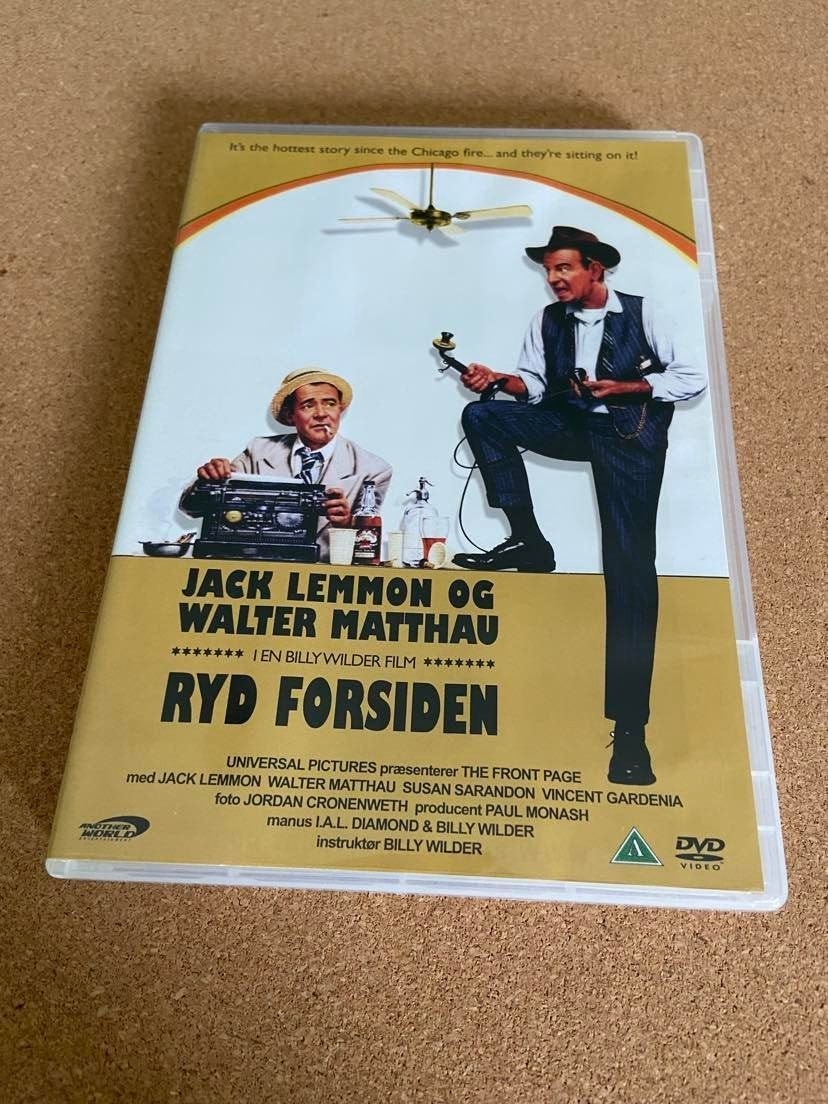 It's the hottest story since the Chicago fire... and they're sitting on it!
JACK LEMMON OG
WALTER MATTHAU
******* I EN BILLY WILDER FILM *******
RYD FORSIDEN
UNIVERSAL PICTURES præsenterer THE FRONT PAGE
med JACK LEMMON WALTER MATTHAU SUSAN SARANDON VINCENT GARDENIA
foto JORDAN CRONENWETH producent PAUL MONASH
manus I.A.L. DIAMOND & BILLY WILDER
instruktør BILLY WILDER
ANOTHER
WORLD
ENTERTAINMENT
A
DVD
VIDEO